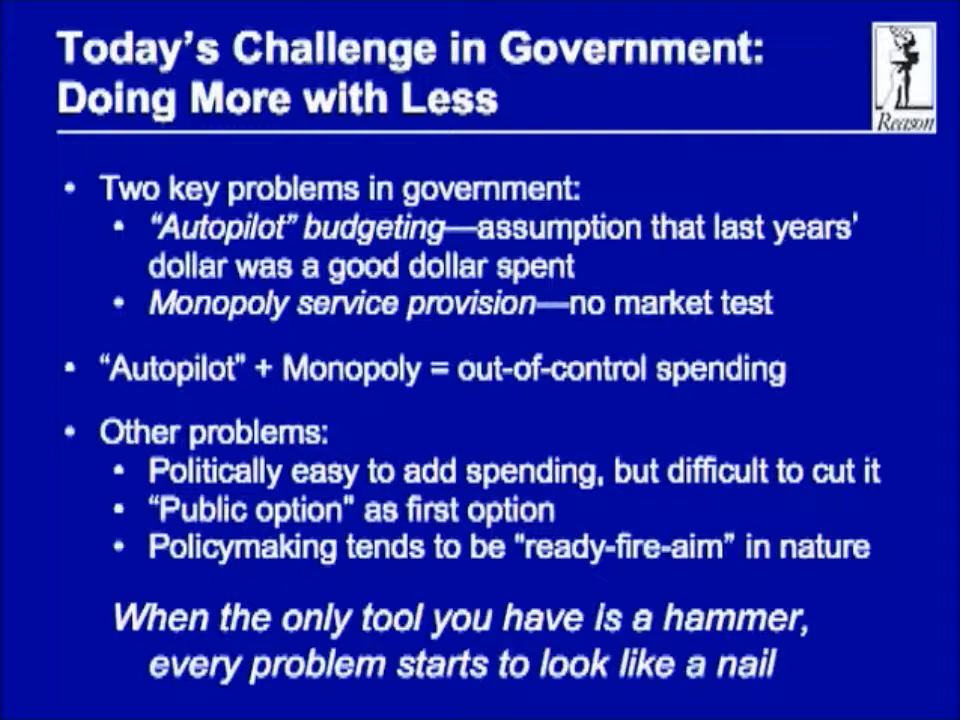 Today's Challenge in Government:
Doing More with Less
Reason
• Two key problems in government:
• "Autopilot" budgeting—assumption that last years'
dollar was a good dollar spent
• Monopoly service provision—no market test
• "Autopilot" + Monopoly = out-of-control spending
• Other problems:
• Politically easy to add spending, but difficult to cut it
• "Public option" as first option
• Policymaking tends to be "ready-fire-aim" in nature
When the only tool you have is a hammer,
every problem starts to look like a nail